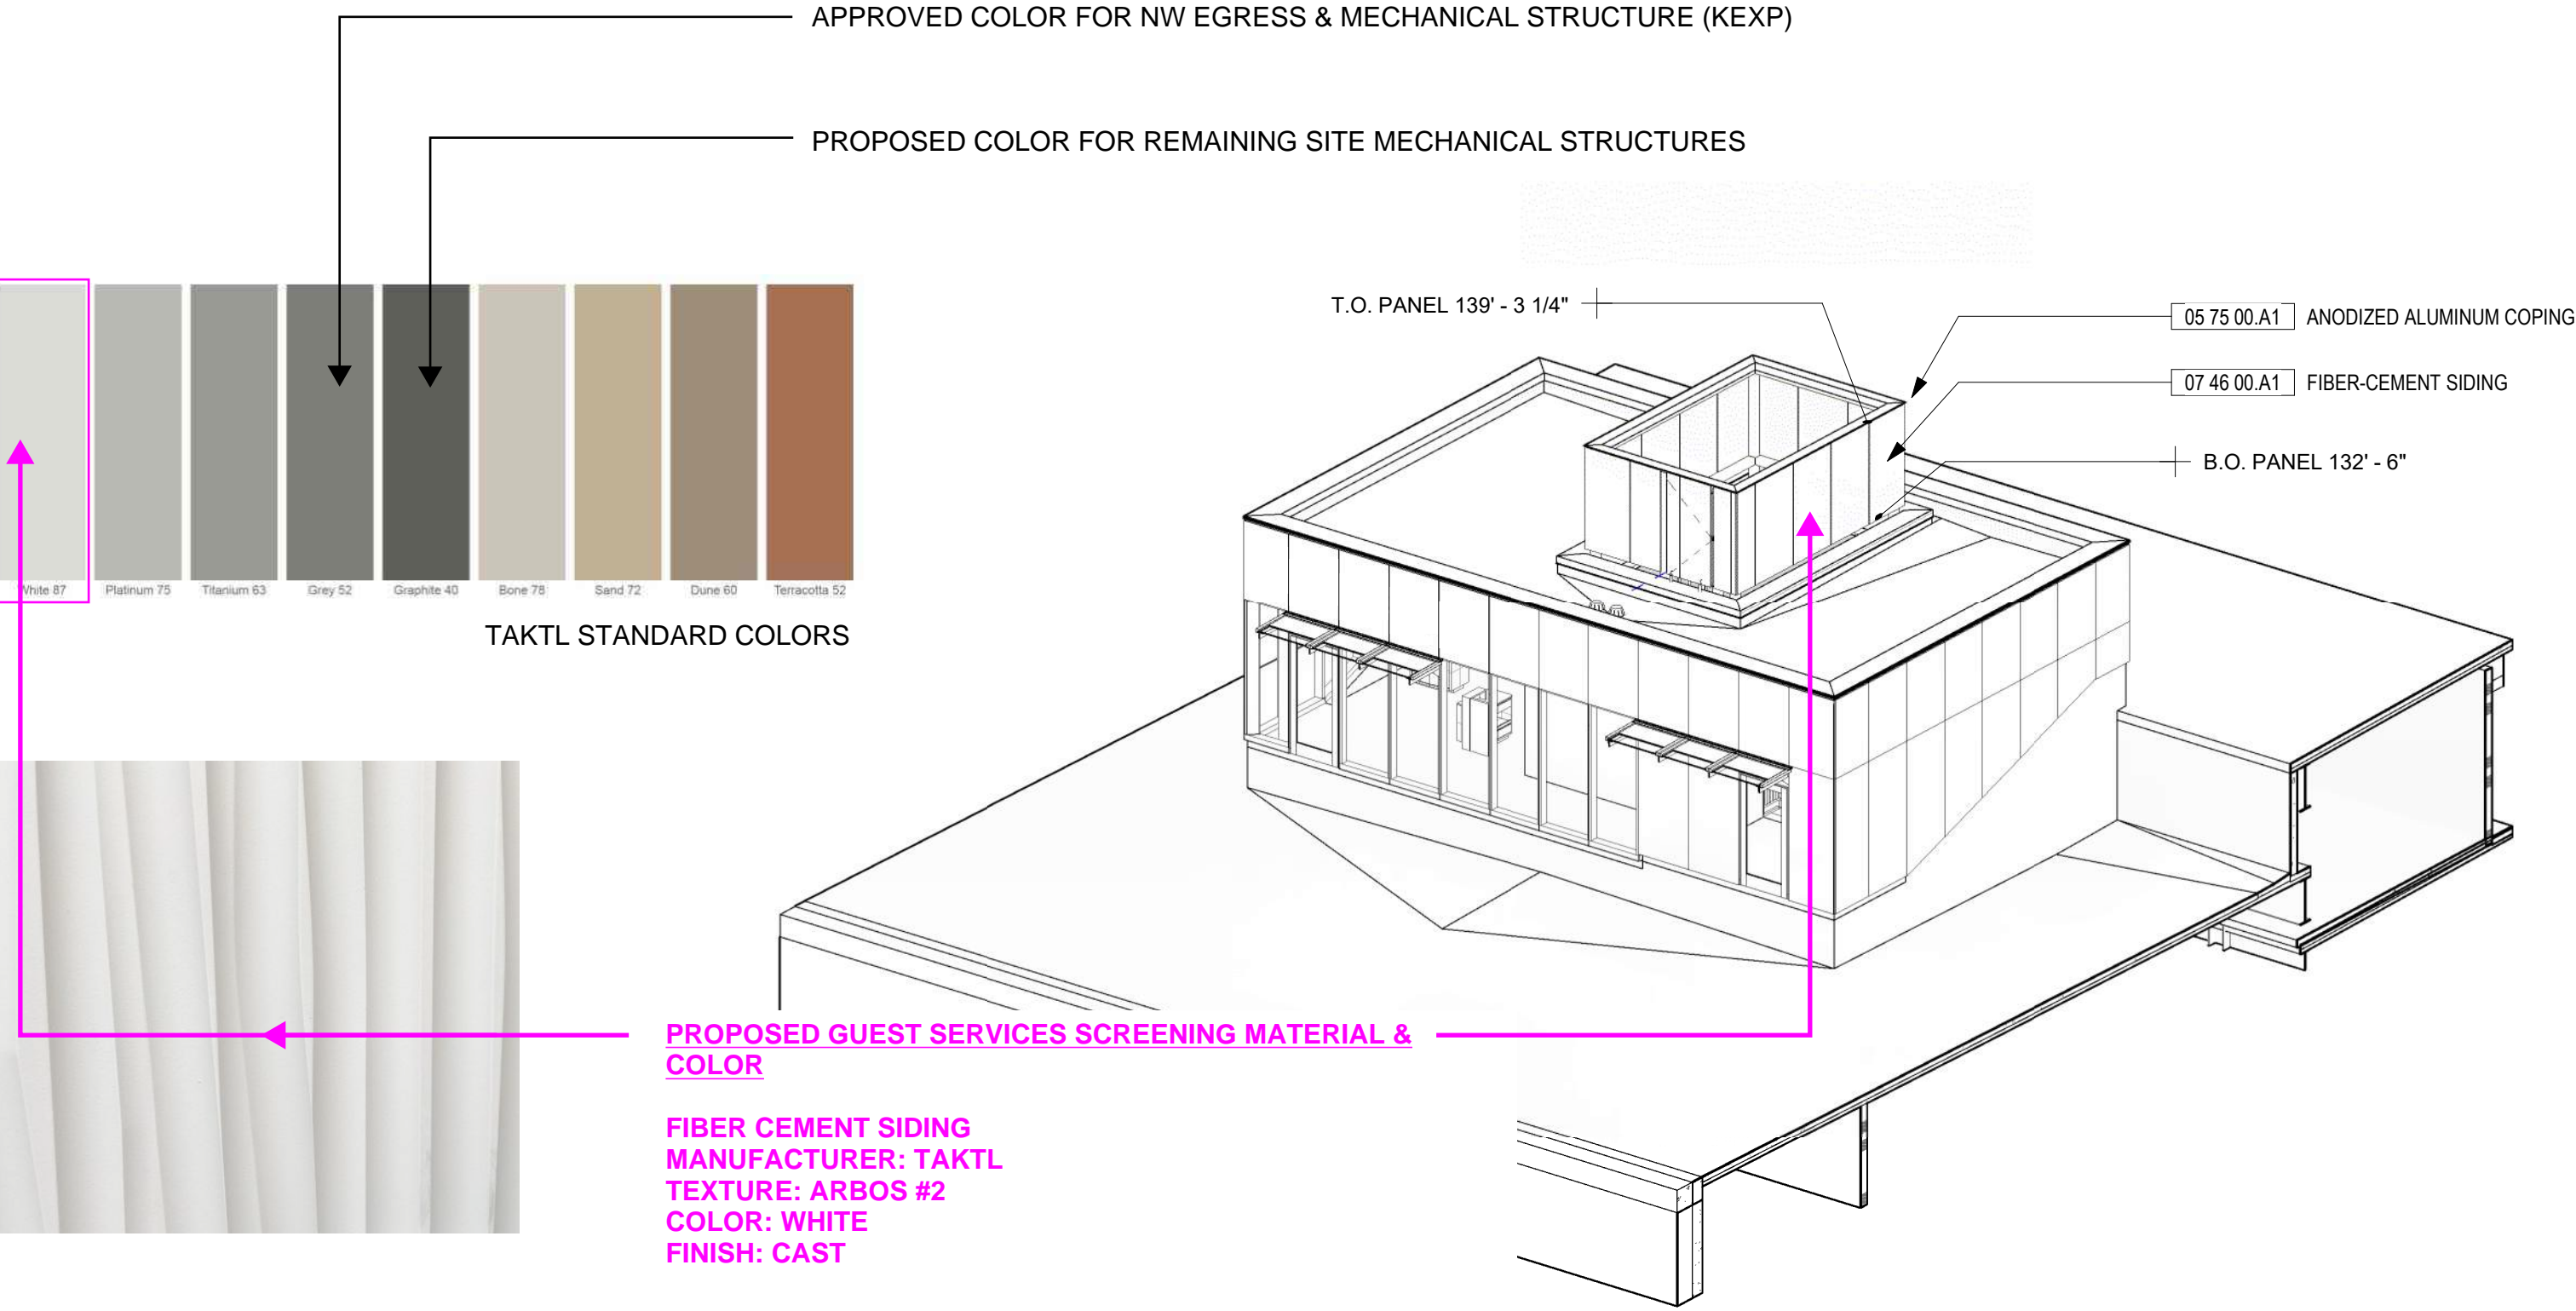 APPROVED COLOR FOR NW EGRESS & MECHANICAL STRUCTURE (KEXP)
PROPOSED COLOR FOR REMAINING SITE MECHANICAL STRUCTURES
T.O. PANEL 139' - 3 1/4"
05 75 00.A1 ANODIZED ALUMINUM COPING
07 46 00.A1 FIBER-CEMENT SIDING
B.O. PANEL 132' - 6"
White 87 Platinum 75 Titanium 63 Grey 52 Graphite 40 Bone 78 Sand 72 Dune 60 Terracotta 52
TAKTL STANDARD COLORS
PROPOSED GUEST SERVICES SCREENING MATERIAL &
COLOR
FIBER CEMENT SIDING
MANUFACTURER: TAKTL
TEXTURE: ARBOS #2
COLOR: WHITE
FINISH: CAST